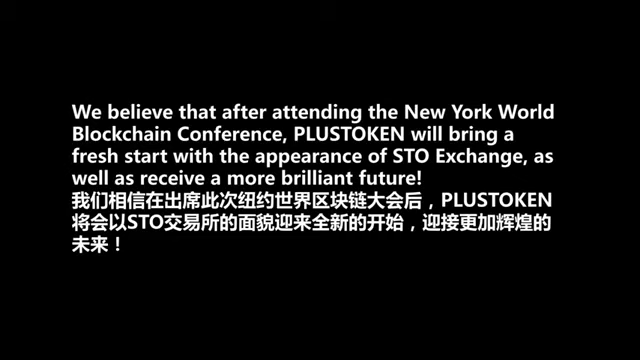 We believe that after attending the New York World
Blockchain Conference, PLUSTOKEN will bring a
fresh start with the appearance of STO Exchange, as
well as receive a more brilliant future!
我们相信在出席此次纽约世界区块链大会后，PLUSTOKEN
将会以STO交易所的面貌迎来全新的开始，迎接更加辉煌的
未来！